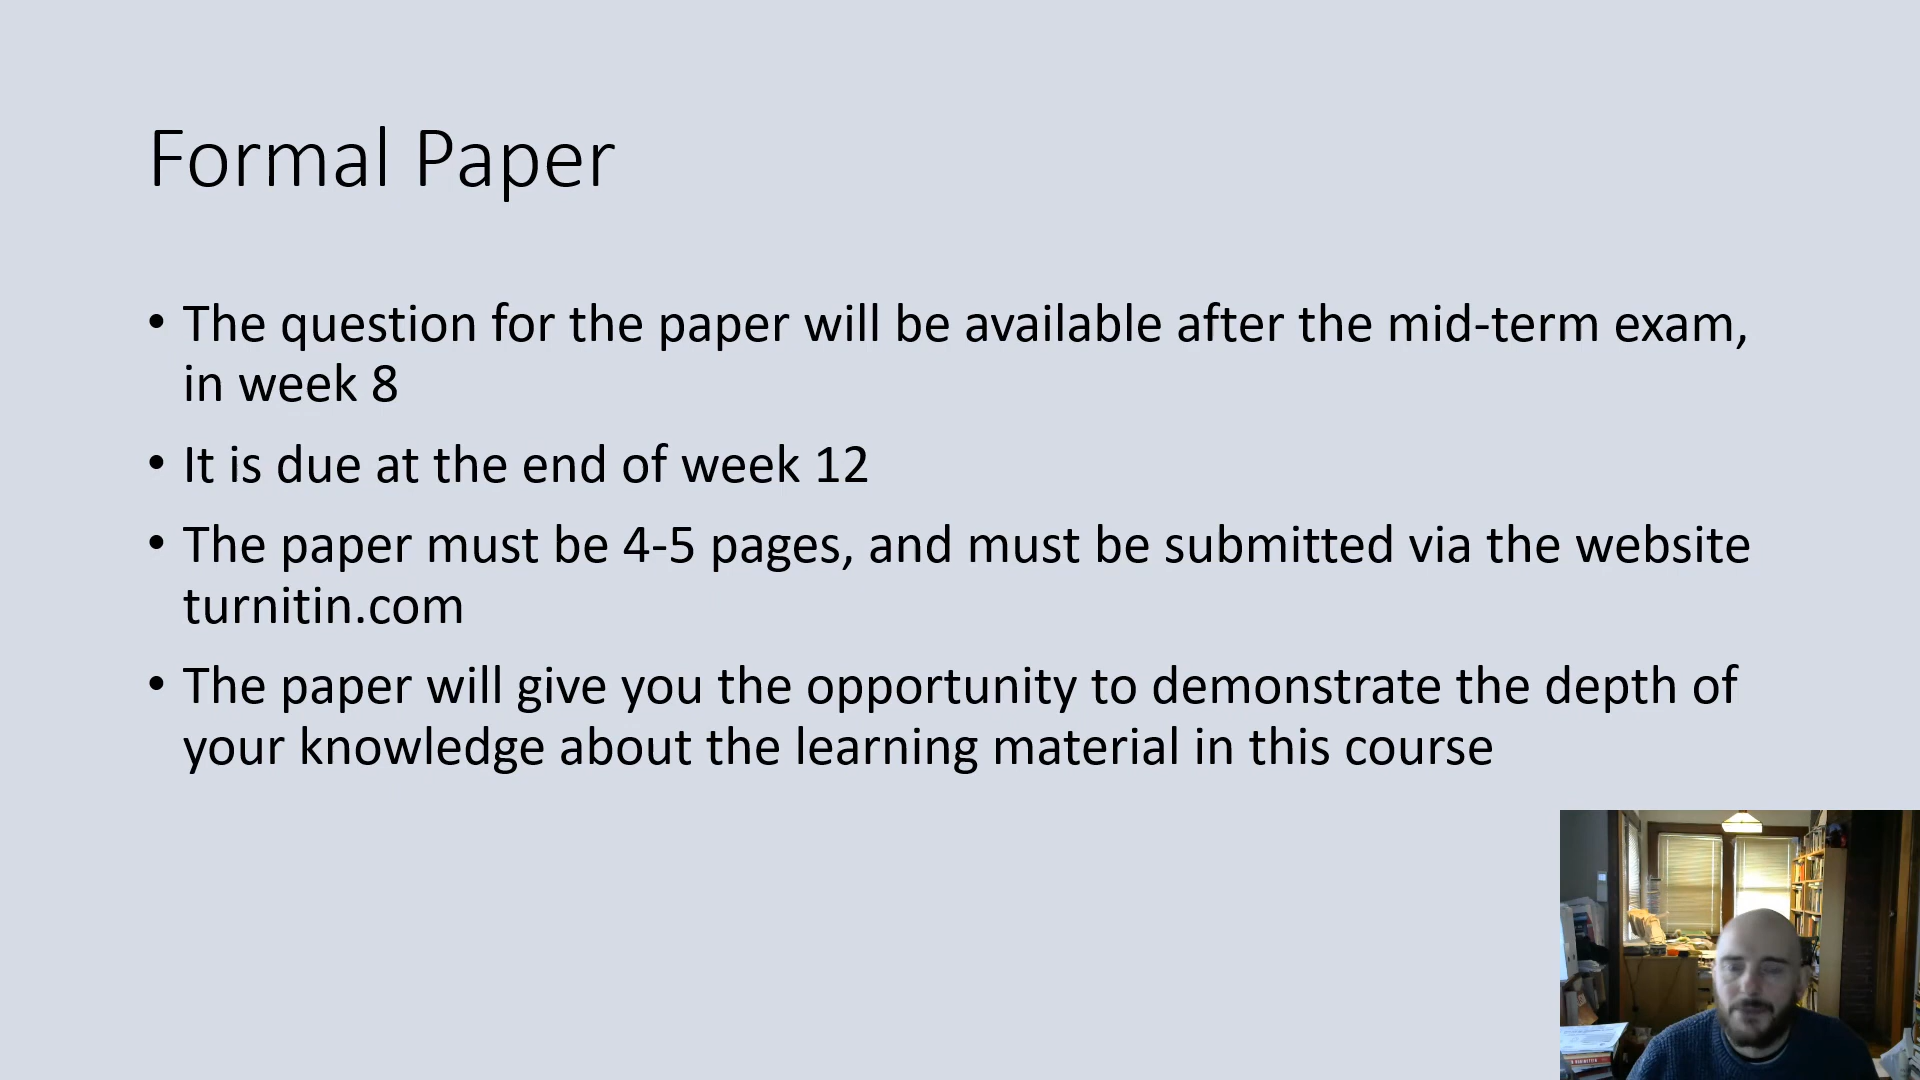 Formal Paper
• The question for the paper will be available after the mid-term exam,
in week 8
• It is due at the end of week 12
• The paper must be 4-5 pages, and must be submitted via the website
turnitin.com
• The paper will give you the opportunity to demonstrate the depth of
your knowledge about the learning material in this course